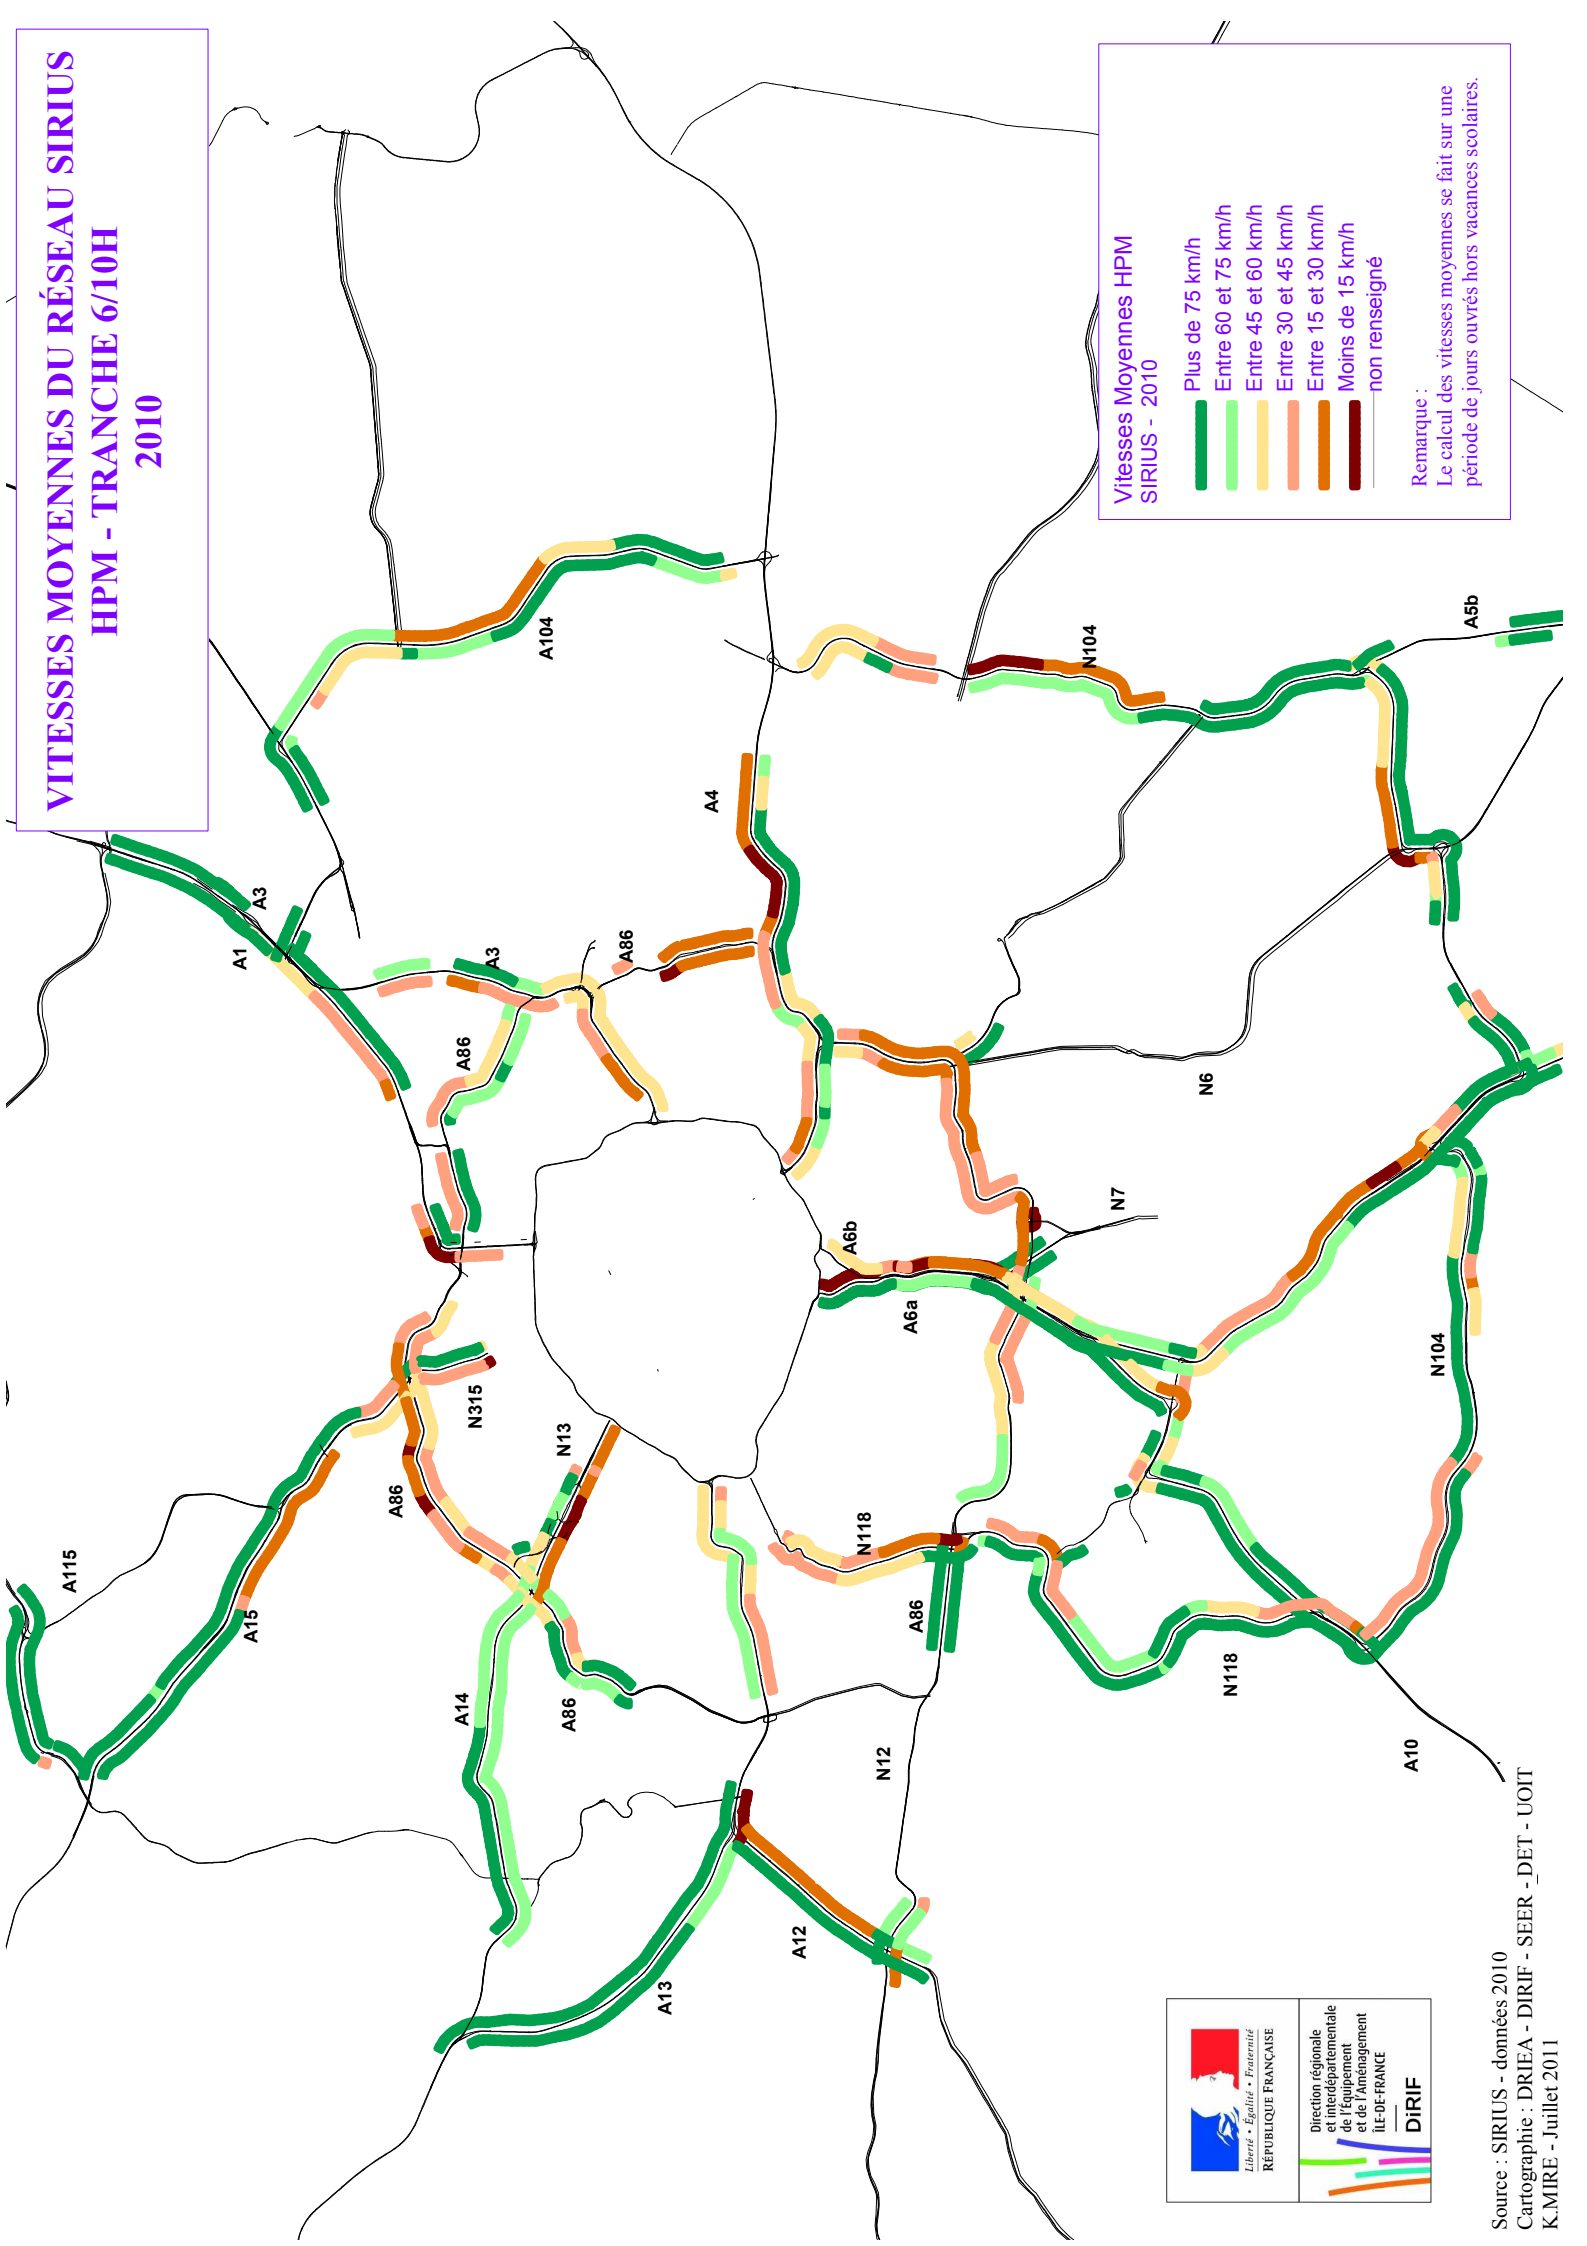 VITESSES MOYENNES DU RÉSEAU SIRIUS
HPM - TRANCHE 6/10H
2010
A115
A15
A14
A86
A13
A12
N12
A86
N315
N13
A1
A3
A86
A3
A86
A104
A4
A6b
A6a
N7
N118
A86
N118
A10
N104
N6
N104
A5b
Vitesses Moyennes HPM
SIRIUS - 2010
Plus de 75 km/h
Entre 60 et 75 km/h
Entre 45 et 60 km/h
Entre 30 et 45 km/h
Entre 15 et 30 km/h
Moins de 15 km/h
non renseigné
Remarque :
Le calcul des vitesses moyennes se fait sur une
période de jours ouvrés hors vacances scolaires.
Liberté • Égalité • Fraternité
RÉPUBLIQUE FRANÇAISE
Direction régionale
et interdépartementale
de l'Équipement
et de l'Aménagement
ÎLE-DE-FRANCE
DiRIF
Source : SIRIUS - données 2010
Cartographie : DRIEA - DIRIF - SEER - DET - UOIT
K.MIRE - Juillet 2011